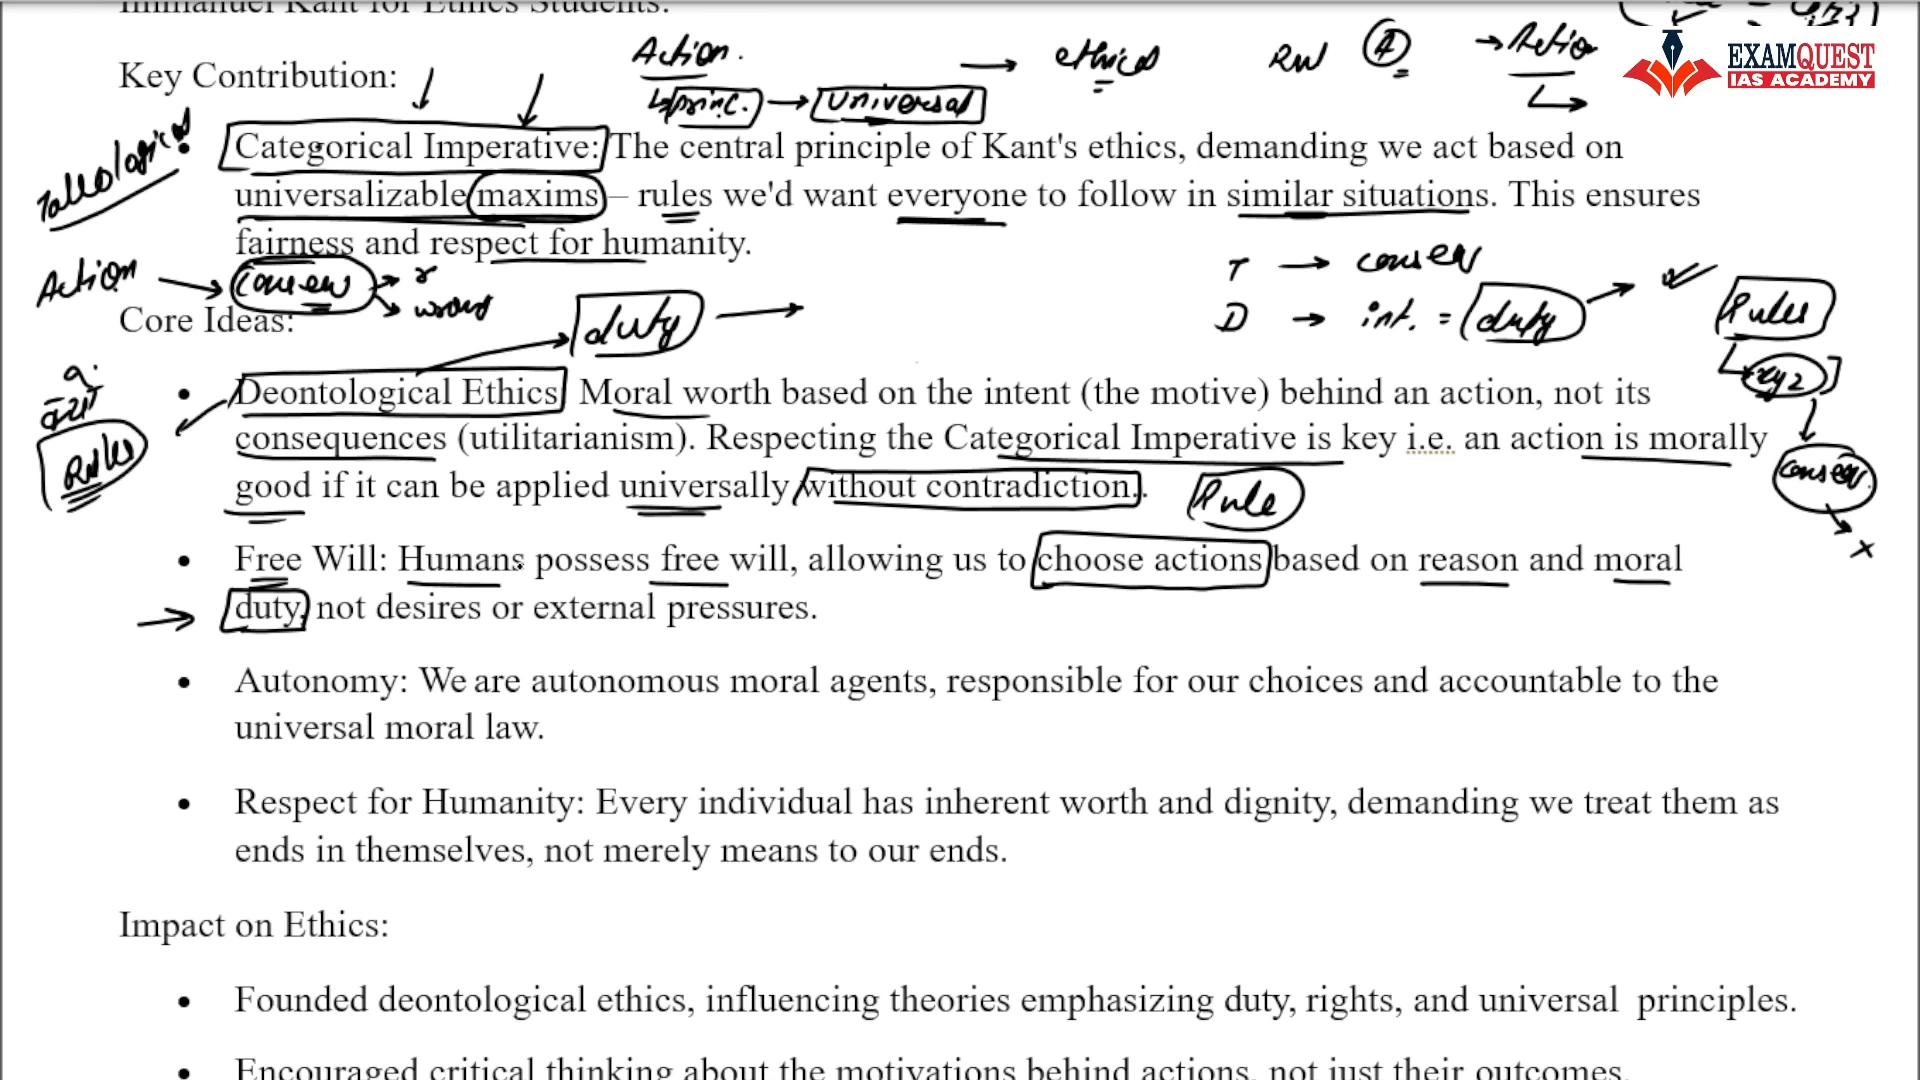 Immanuel Kant for Ethics Students:
Action.
→ ethics
→ Action
EXAMQUEST
IAS ACADEMY
Key Contribution:
princ. → Universal
Categorical Imperative: The central principle of Kant's ethics, demanding we act based on
universalizable maxims – rules we'd want everyone to follow in similar situations. This ensures
fairness and respect for humanity.
T →
Action →
D → int. = duty →
Rules
Core Ideas:
duty →
xyz
• Deontological Ethics Moral worth based on the intent (the motive) behind an action, not its
consequences (utilitarianism). Respecting the Categorical Imperative is key i.e. an action is morally
Rules
good if it can be applied universally without contradiction..
Rule
x
• Free Will: Humans possess free will, allowing us to choose actions based on reason and moral
duty, not desires or external pressures.
• Autonomy: We are autonomous moral agents, responsible for our choices and accountable to the
universal moral law.
• Respect for Humanity: Every individual has inherent worth and dignity, demanding we treat them as
ends in themselves, not merely means to our ends.
Impact on Ethics:
• Founded deontological ethics, influencing theories emphasizing duty, rights, and universal principles.
• Encouraged critical thinking about the motivations behind actions, not just their outcomes.